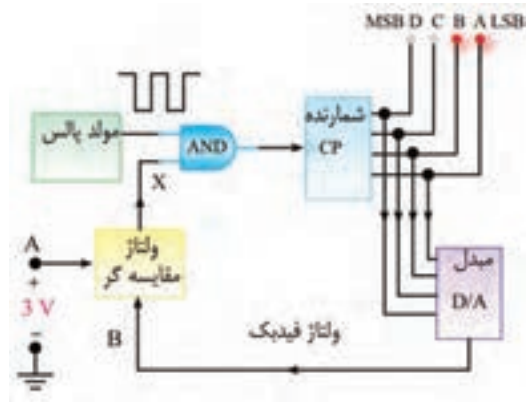 MSB D C B A LSB
مولد پالس
AND
شمارنده
CP
X
A
+
3 V
–
ولتاژ
مقایسه گر
B
ولتاژ فیدبک
مبدل
D/A